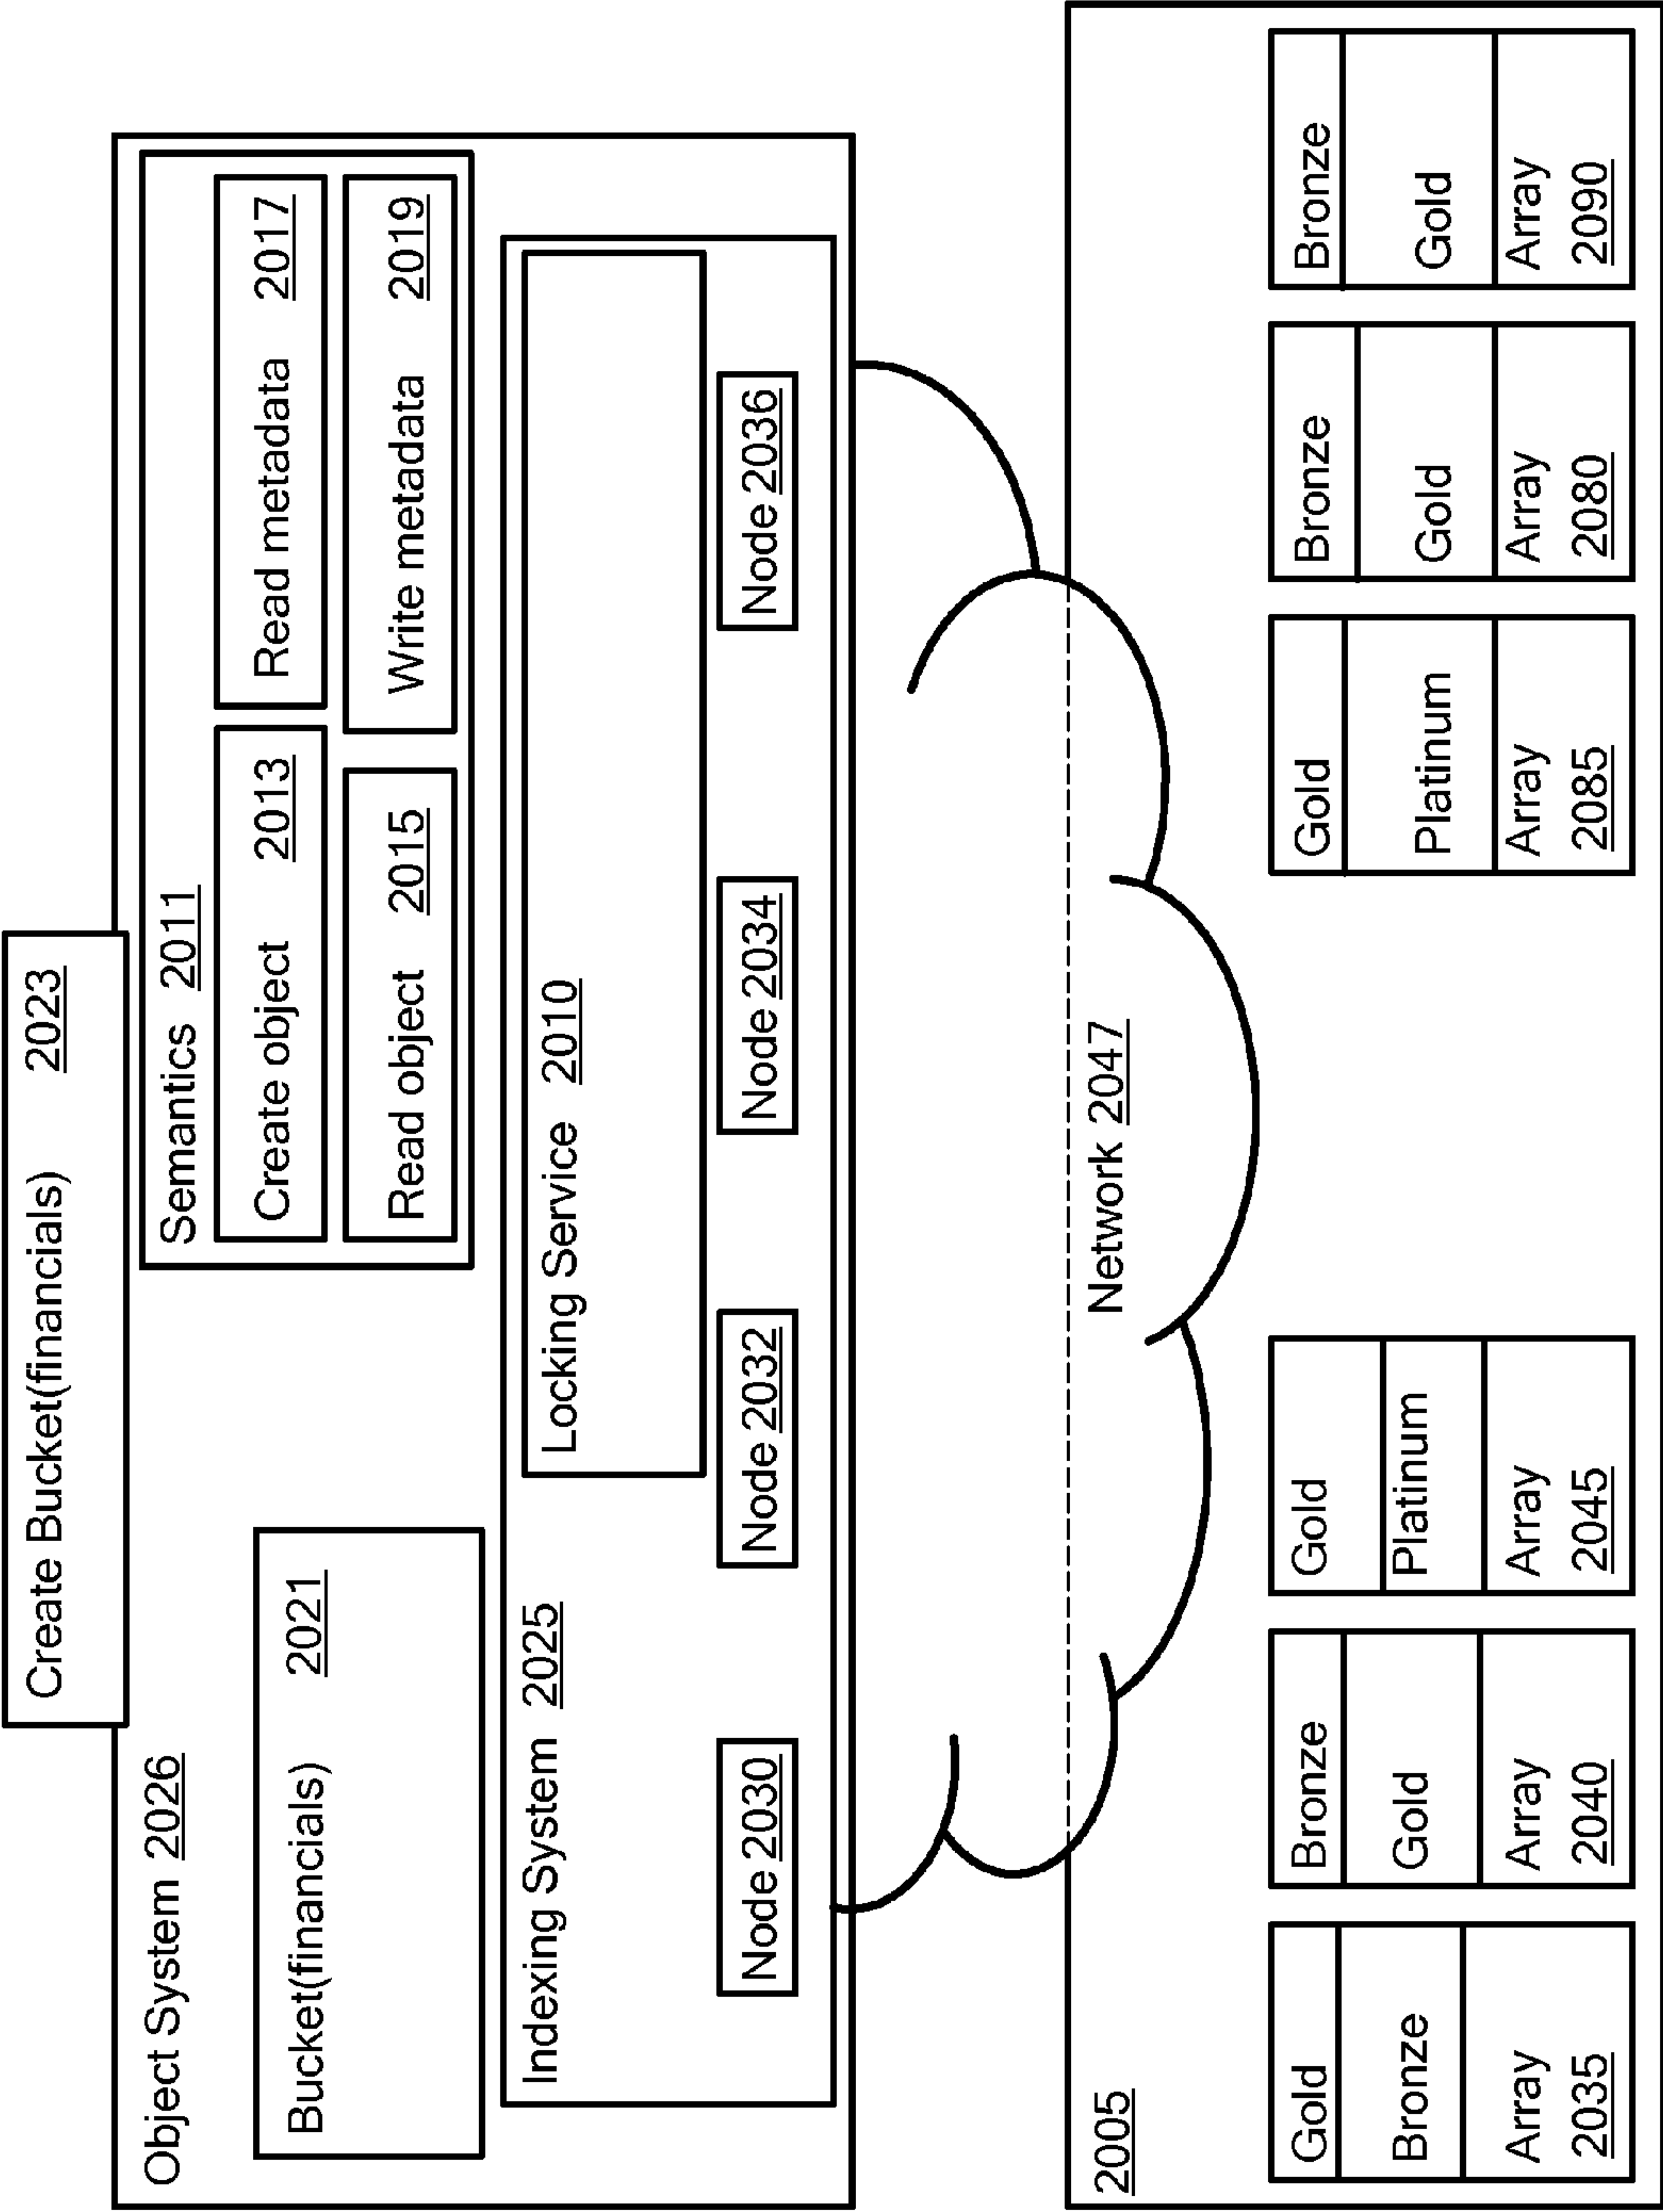 Create Bucket(financials) 2023
Object System 2026
Semantics 2011
Create object 2013
Read metadata 2017
Read object 2015
Write metadata 2019
Bucket(financials) 2021
Indexing System 2025
Locking Service 2010
Node 2030
Node 2032
Node 2034
Node 2036
Network 2047
2005
Gold
Bronze
Array
2035
Bronze
Gold
Array
2040
Gold
Platinum
Array
2045
Gold
Platinum
Array
2085
Bronze
Gold
Array
2080
Bronze
Gold
Array
2090